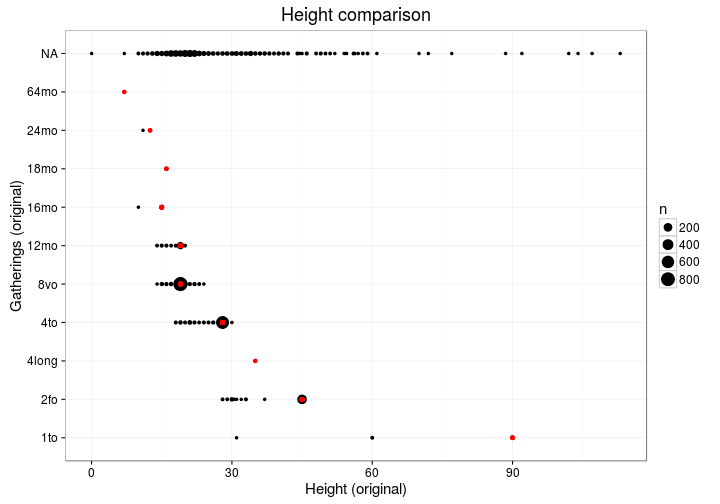 Height comparison
NA
64mo
24mo
18mo
16mo
12mo
8vo
4to
4long
2to
1to
Gatherings (original)
0 30 60 90
Height (original)
n
200
400
600
800